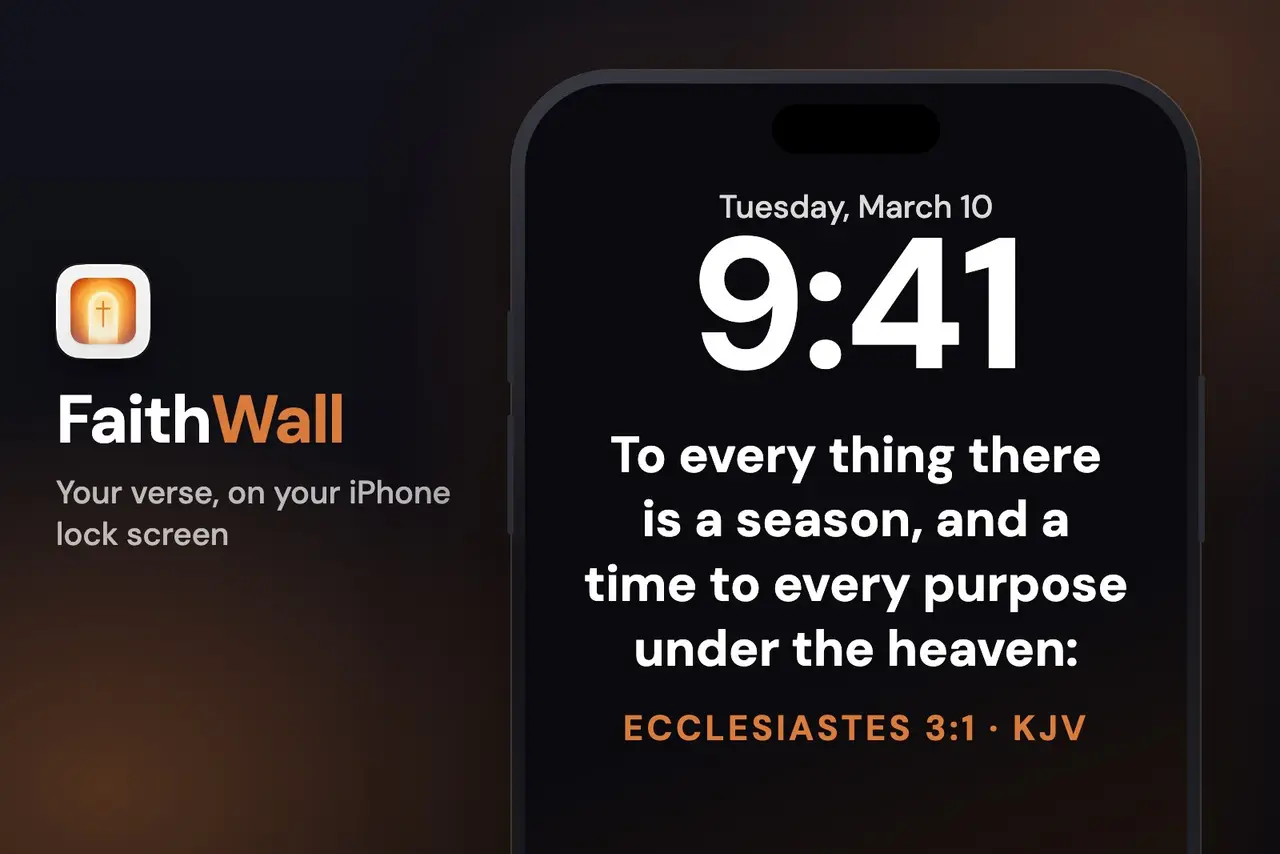 FaithWall
Your verse, on your iPhone
lock screen
Tuesday, March 10
9:41
To every thing there
is a season, and a
time to every purpose
under the heaven:
ECCLESIASTES 3:1 · KJV